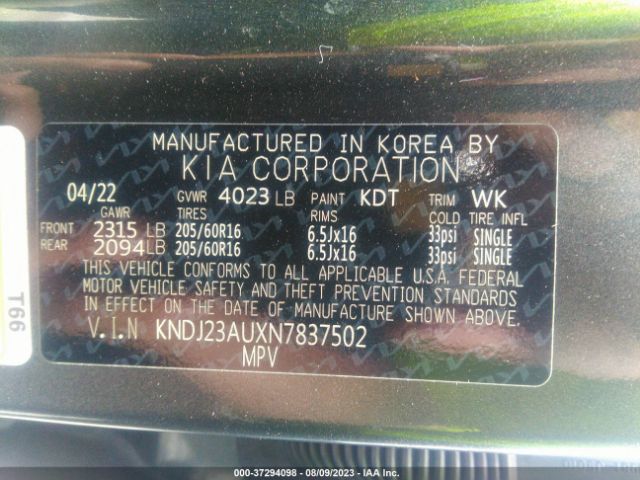 MANUFACTURED IN KOREA BY
KIA CORPORATION
04/22 GVWR 4023 LB PAINT KDT TRIM WK
GAWR TIRES RIMS COLD TIRE INFL
FRONT 2315 LB 205/60R16 6.5Jx16 33psi SINGLE
REAR 2094 LB 205/60R16 6.5Jx16 33psi SINGLE
THIS VEHICLE CONFORMS TO ALL APPLICABLE U.S.A. FEDERAL
MOTOR VEHICLE SAFETY AND THEFT PREVENTION STANDARDS
IN EFFECT ON THE DATE OF MANUFACTURE SHOWN ABOVE.
V.I.N KNDJ23AUXN7837502
MPV
T66
000-37294098 - 08/09/2023 - IAA Inc.